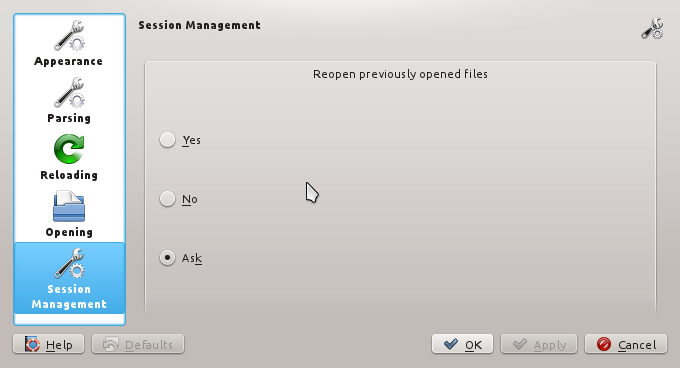 Appearance
Parsing
Reloading
Opening
Session
Management
Session Management
Reopen previously opened files
Yes
No
Ask
Help
Defaults
OK
Apply
Cancel